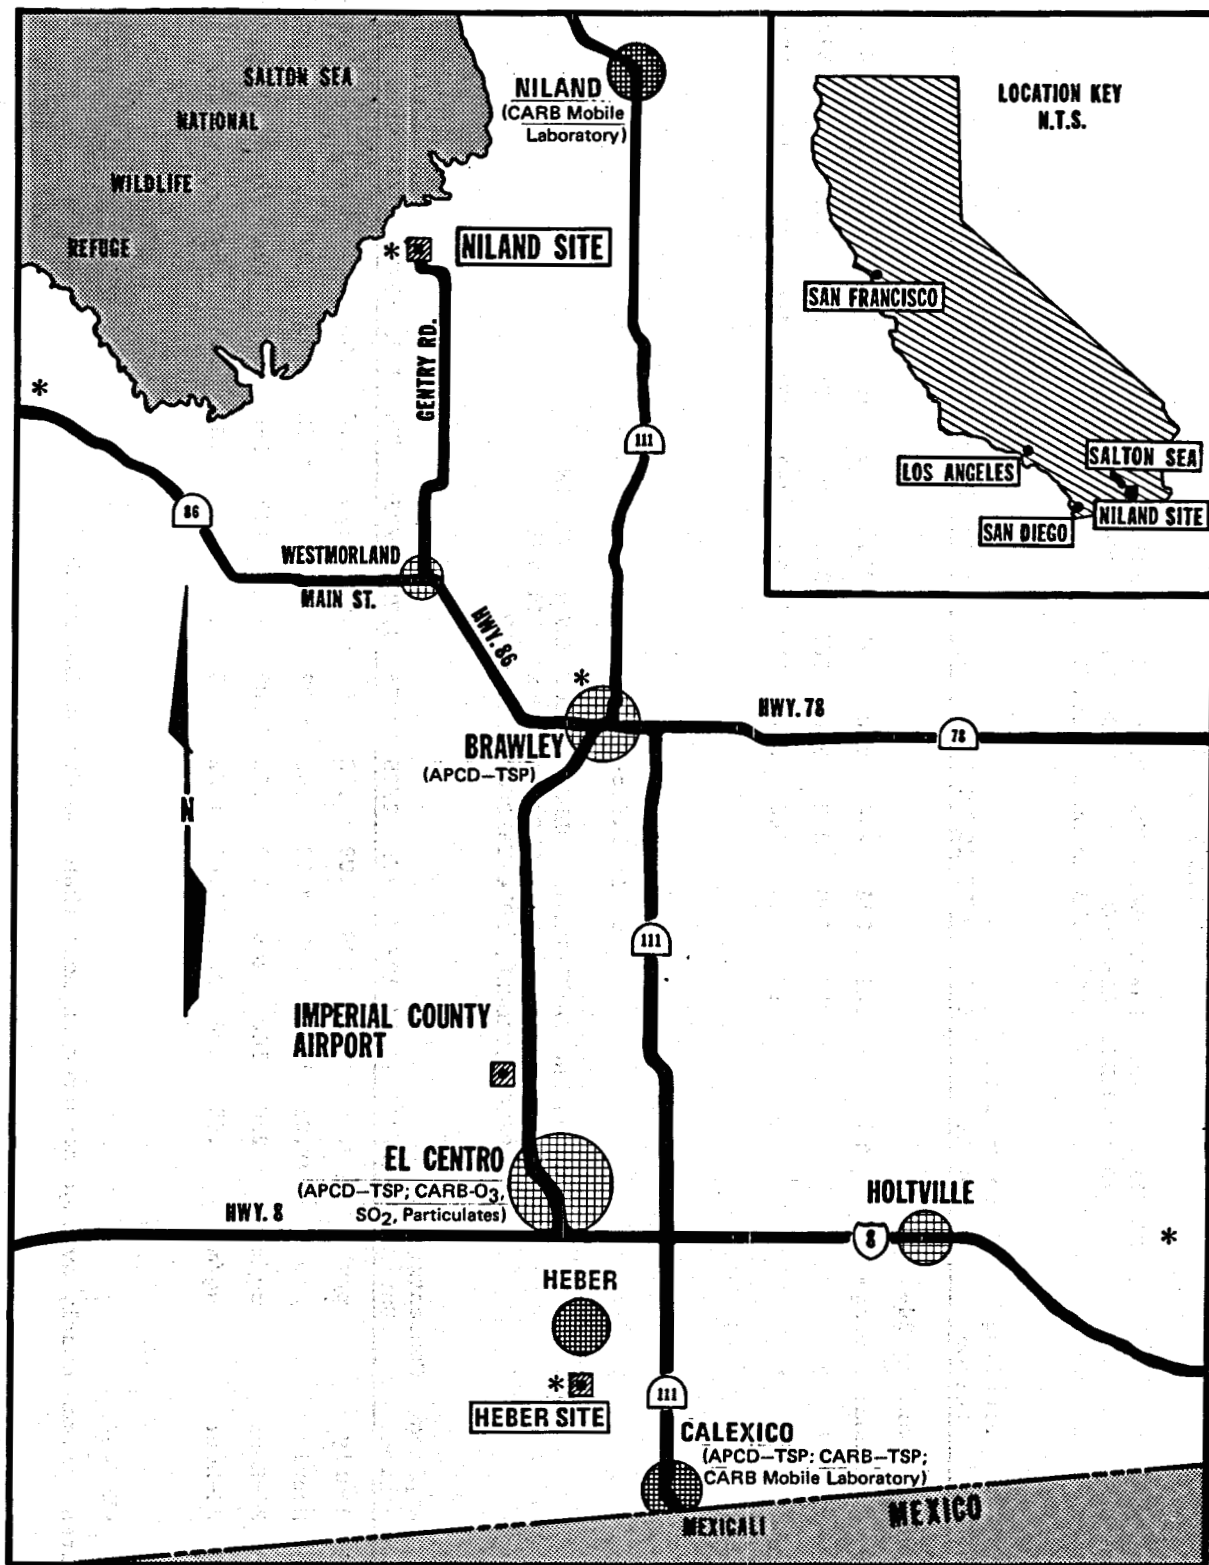 SALTON SEA
NATIONAL
WILDLIFE
REFUGE
NILAND
(CARB Mobile
Laboratory)
LOCATION KEY
N.T.S.
SAN FRANCISCO
LOS ANGELES
SALTON SEA
SAN DIEGO
NILAND SITE
* NILAND SITE
GENTRY RD.
*
111
86
WESTMORLAND
MAIN ST.
HWY. 86
*
HWY. 78
78
BRAWLEY
(APCD–TSP)
N
111
IMPERIAL COUNTY
AIRPORT
EL CENTRO
(APCD–TSP; CARB-O3,
SO2, Particulates)
HWY. 8
HOLTVILLE
8
*
HEBER
*
HEBER SITE
111
CALEXICO
(APCD–TSP: CARB–TSP;
CARB Mobile Laboratory)
MEXICALI
MEXICO